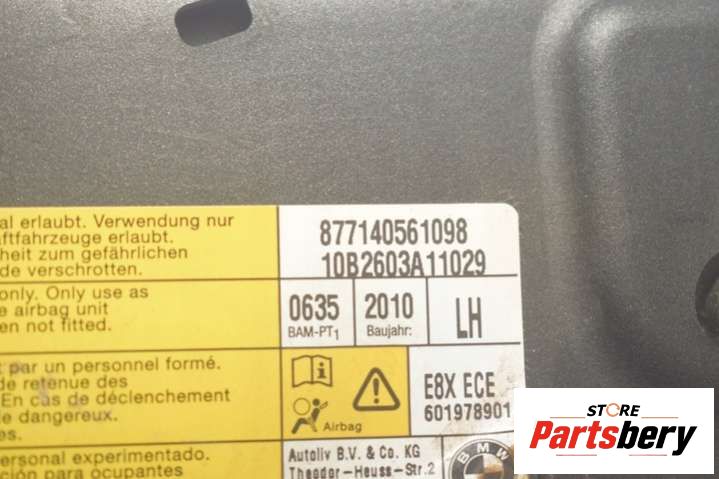 al erlaubt. Verwendung nur
ftfahrzeuge erlaubt.
heit zum gefährlichen
de verschrotten.
877140561098
10B2603A11029
only. Only use as
e airbag unit
en not fitted.
0635
BAM-PT1
2010
Baujahr:
LH
par un personnel formé.
de retenue des
En cas de déclenchement
de dangereux.
es.
Airbag
E8X ECE
601978901
personal experimentado.
ción para ocupantes
Autoliv B.V. & Co. KG
Theodor-Heuss-Str.2
BMW
STORE
Partsbery